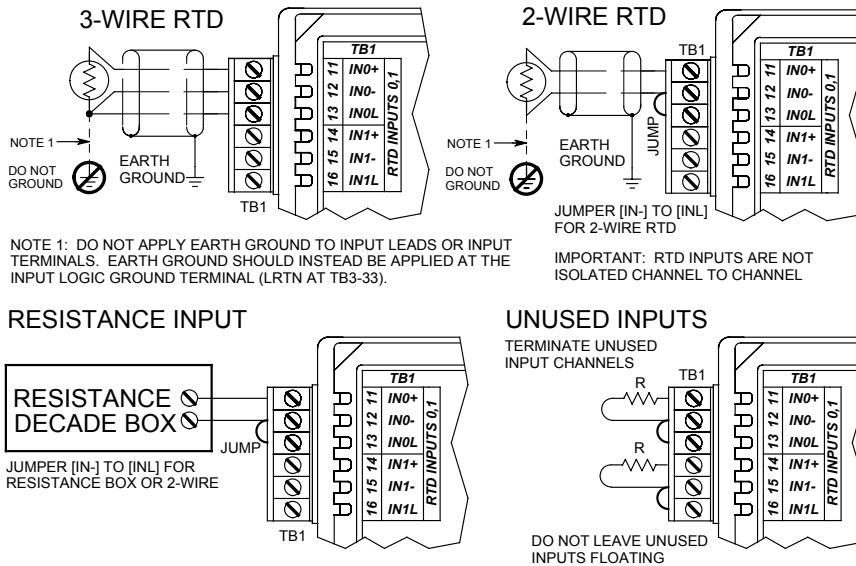 3-WIRE RTD
TB1
TB1
11 IN0+
12 IN0-
13 IN0L
14 IN1+
15 IN1-
16 IN1L
RTD INPUTS 0,1
NOTE 1
DO NOT
GROUND
EARTH
GROUND
NOTE 1: DO NOT APPLY EARTH GROUND TO INPUT LEADS OR INPUT
TERMINALS. EARTH GROUND SHOULD INSTEAD BE APPLIED AT THE
INPUT LOGIC GROUND TERMINAL (LRTN AT TB3-33).
2-WIRE RTD
TB1
TB1
11 IN0+
12 IN0-
13 IN0L
14 IN1+
15 IN1-
16 IN1L
RTD INPUTS 0,1
JUMP
NOTE 1
DO NOT
GROUND
EARTH
GROUND
JUMPER [IN-] TO [INL]
FOR 2-WIRE RTD
IMPORTANT: RTD INPUTS ARE NOT
ISOLATED CHANNEL TO CHANNEL
RESISTANCE INPUT
RESISTANCE
DECADE BOX
JUMP
JUMPER [IN-] TO [INL] FOR
RESISTANCE BOX OR 2-WIRE
TB1
TB1
11 IN0+
12 IN0-
13 IN0L
14 IN1+
15 IN1-
16 IN1L
RTD INPUTS 0,1
UNUSED INPUTS
TERMINATE UNUSED
INPUT CHANNELS
R
R
TB1
TB1
11 IN0+
12 IN0-
13 IN0L
14 IN1+
15 IN1-
16 IN1L
RTD INPUTS 0,1
DO NOT LEAVE UNUSED
INPUTS FLOATING